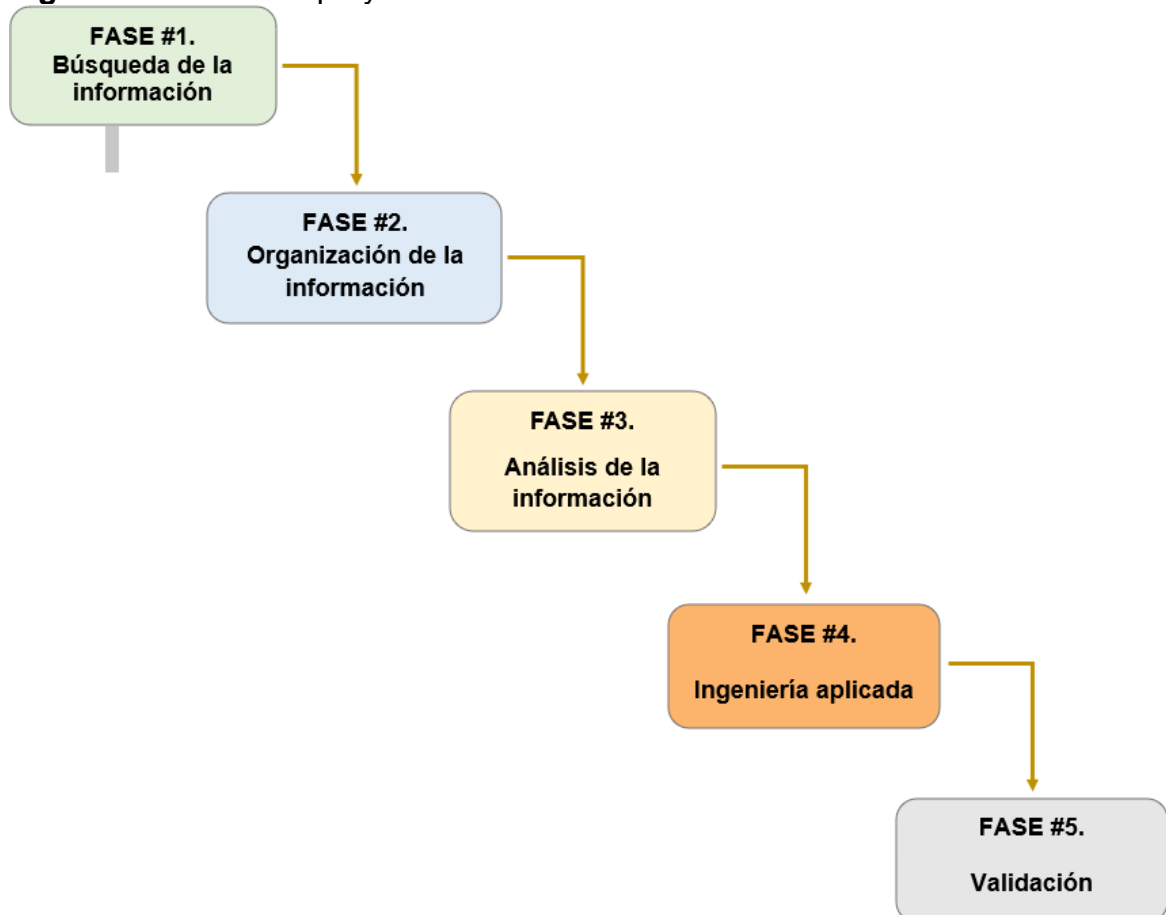 FASE #1.
Búsqueda de la
información
FASE #2.
Organización de la
información
FASE #3.
Análisis de la
información
FASE #4.
Ingeniería aplicada
FASE #5.
Validación